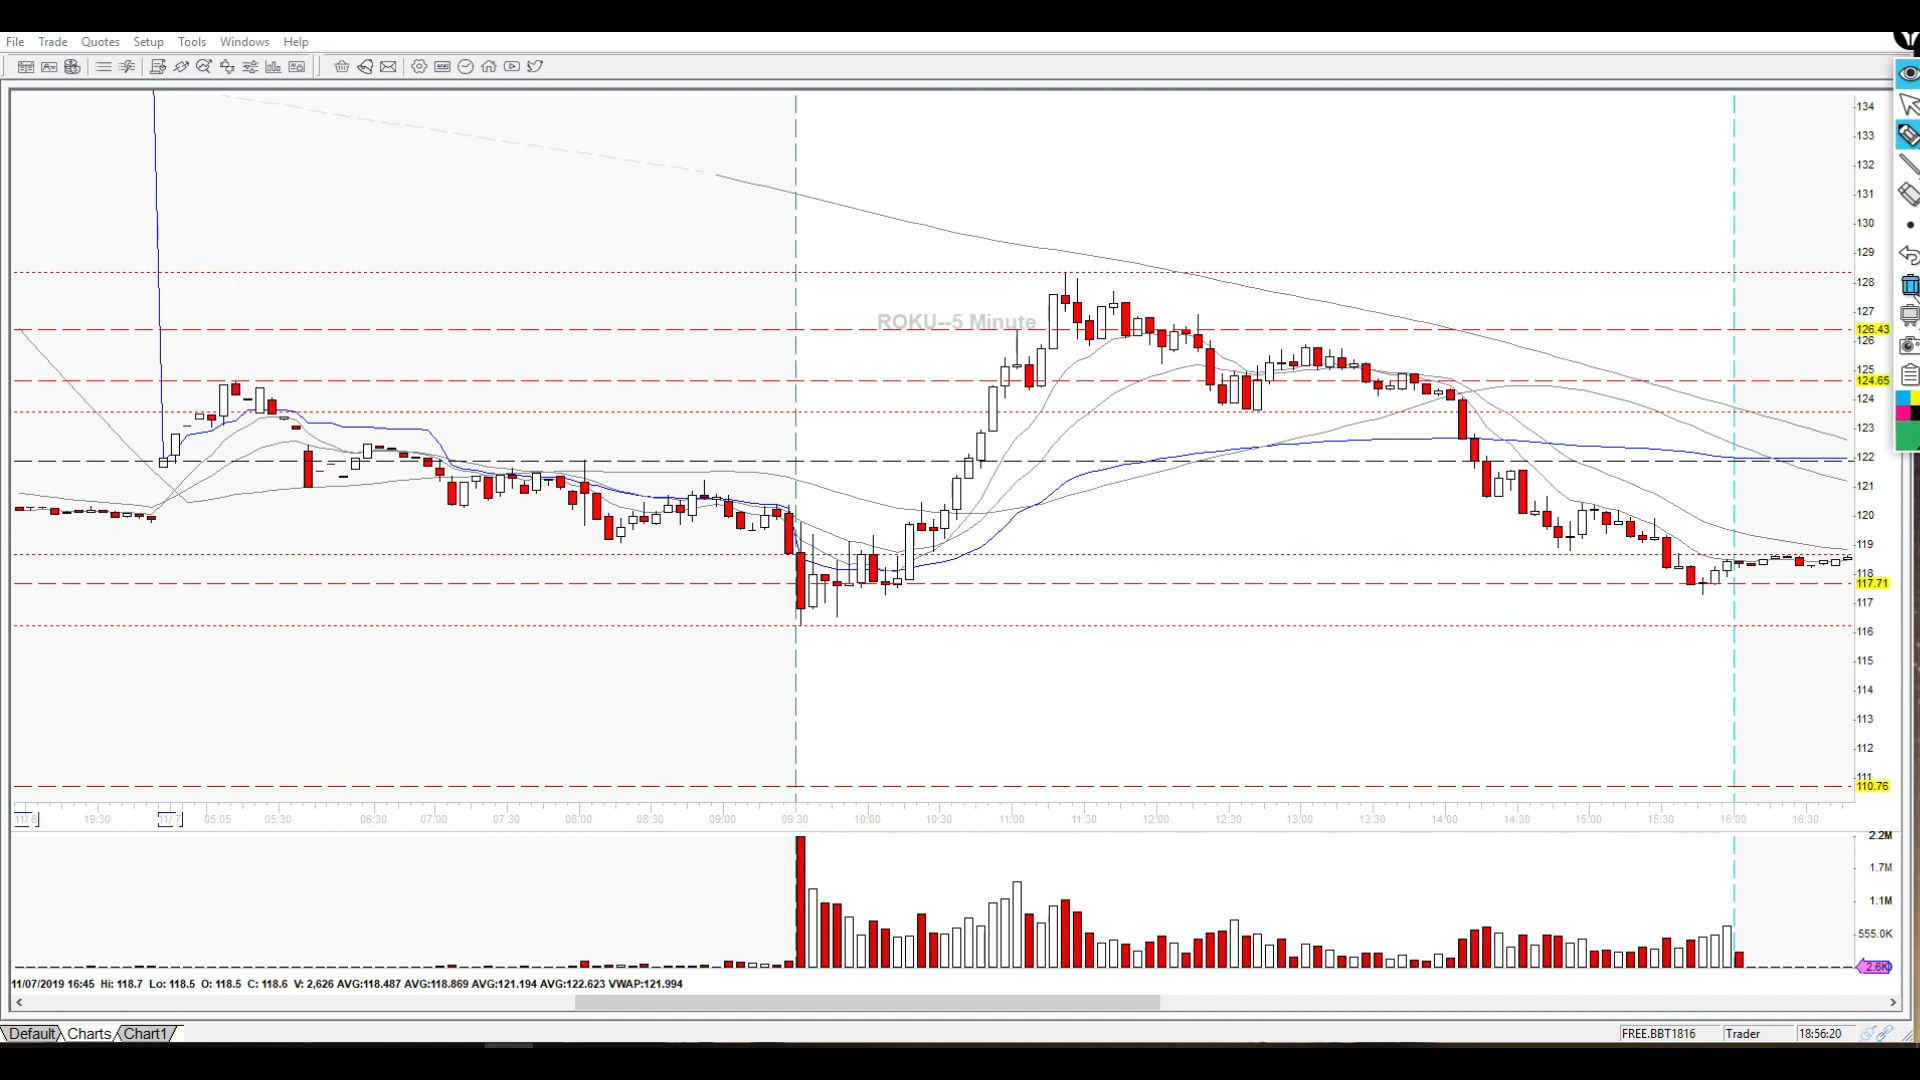 File Trade Quotes Setup Tools Windows Help
134
133
132
131
130
129
128
ROKU--5 Minute
127
126.43
126
125
124.65
124
123
122
121
120
119
118
117.71
117
116
115
114
113
112
111
110.76
11/6 19:30 11/7 05:05 05:30 06:30 07:00 07:30 08:00 08:30 09:00 09:30 10:00 10:30 11:00 11:30 12:00 12:30 13:00 13:30 14:00 14:30 15:00 15:30 16:00 16:30
2.2M
1.7M
1.1M
555.0K
2.6K
11/07/2019 16:45 Hi: 118.7 Lo: 118.5 O: 118.5 C: 118.6 V: 2,626 AVG:118.487 AVG:118.869 AVG:121.194 AVG:122.623 VWAP:121.994
Default Charts Chart1 FREE.BBT1816 Trader 18:56:20